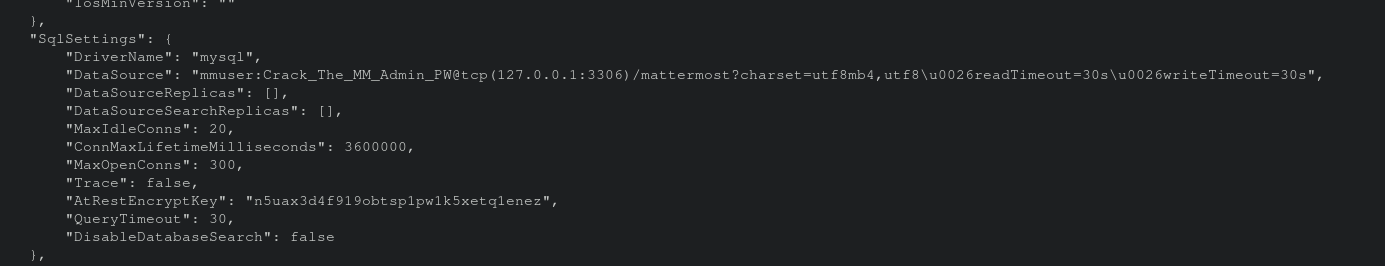 "IosMinVersion": ""
},
"SqlSettings": {
"DriverName": "mysql",
"DataSource": "mmuser:Crack_The_MM_Admin_PW@tcp(127.0.0.1:3306)/mattermost?charset=utf8mb4,utf8\u0026readTimeout=30s\u0026writeTimeout=30s",
"DataSourceReplicas": [],
"DataSourceSearchReplicas": [],
"MaxIdleConns": 20,
"ConnMaxLifetimeMilliseconds": 3600000,
"MaxOpenConns": 300,
"Trace": false,
"AtRestEncryptKey": "n5uax3d4f919obtsp1pw1k5xetq1enez",
"QueryTimeout": 30,
"DisableDatabaseSearch": false
},